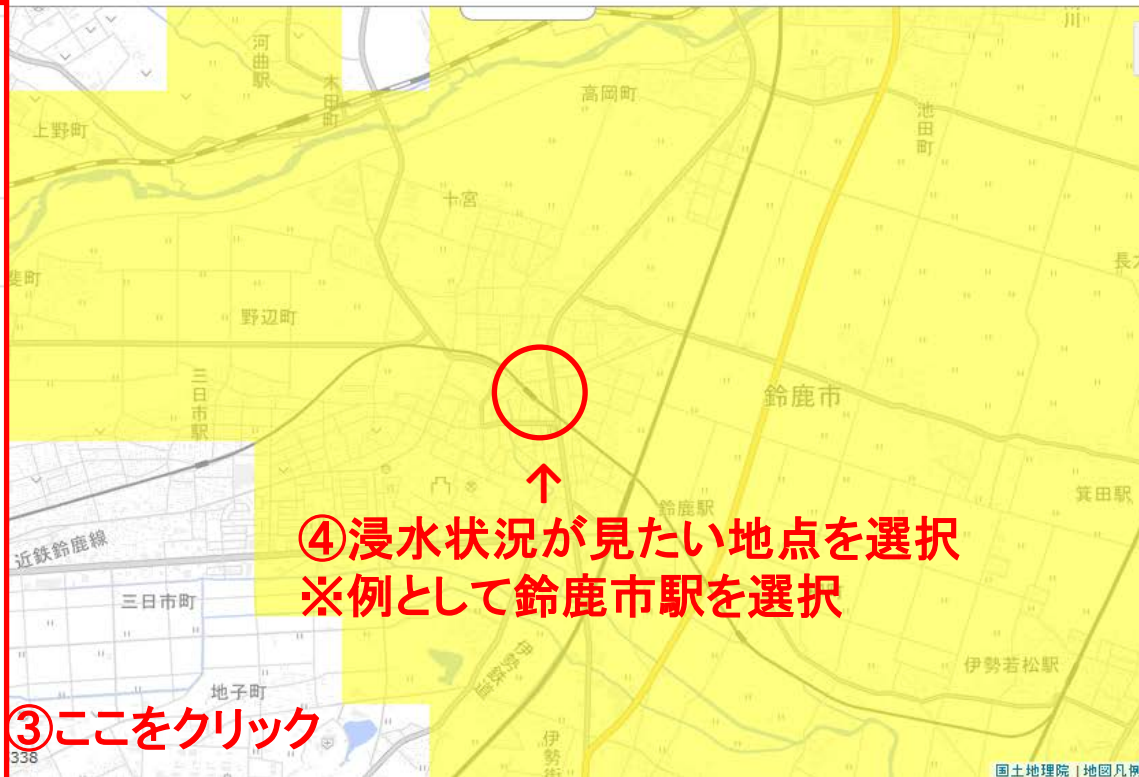 川
河曲駅
木田町
高岡町
池田町
上野町
十宮
野辺町
三日市駅
鈴鹿市
箕田駅
鈴鹿駅
④浸水状況が見たい地点を選択
※例として鈴鹿市駅を選択
近鉄鈴鹿線
三日市町
伊勢鉄道
伊勢若松駅
地子町
③ここをクリック
338
国土地理院 | 地図凡